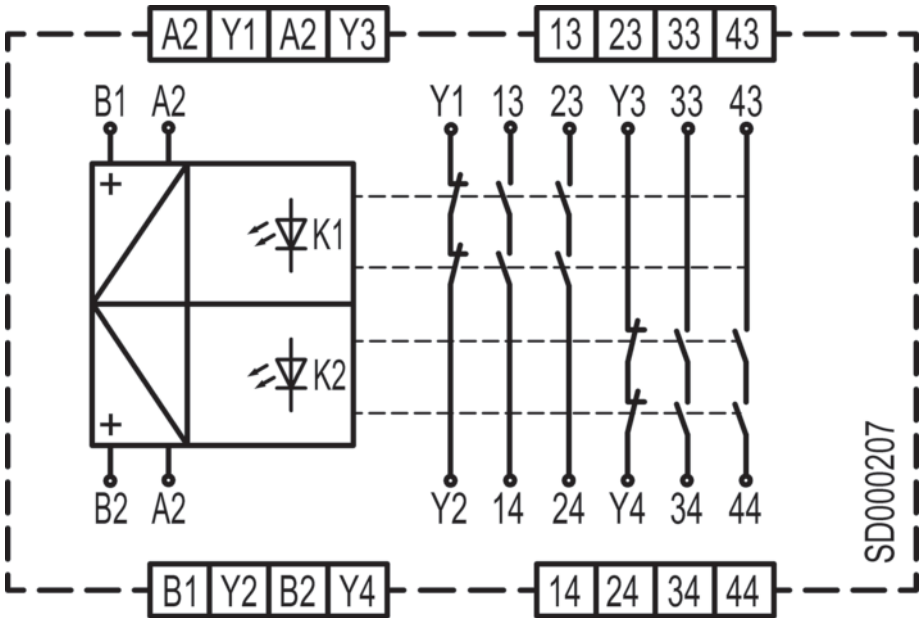 A2 Y1 A2 Y3 13 23 33 43
B1 A2 Y1 13 23 Y3 33 43
+
K1
K2
+
B2 A2 Y2 14 24 Y4 34 44
SD000207
B1 Y2 B2 Y4 14 24 34 44